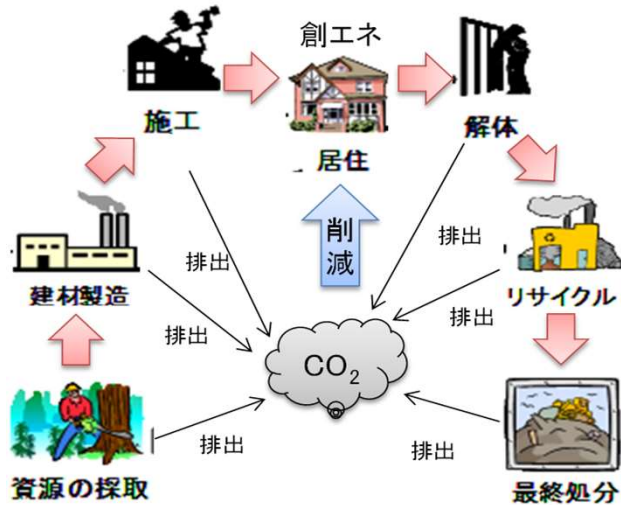 創エネ
施工
居住
解体
削減
排出
排出
建材製造
リサイクル
排出
排出
CO₂
排出
排出
資源の採取
最終処分